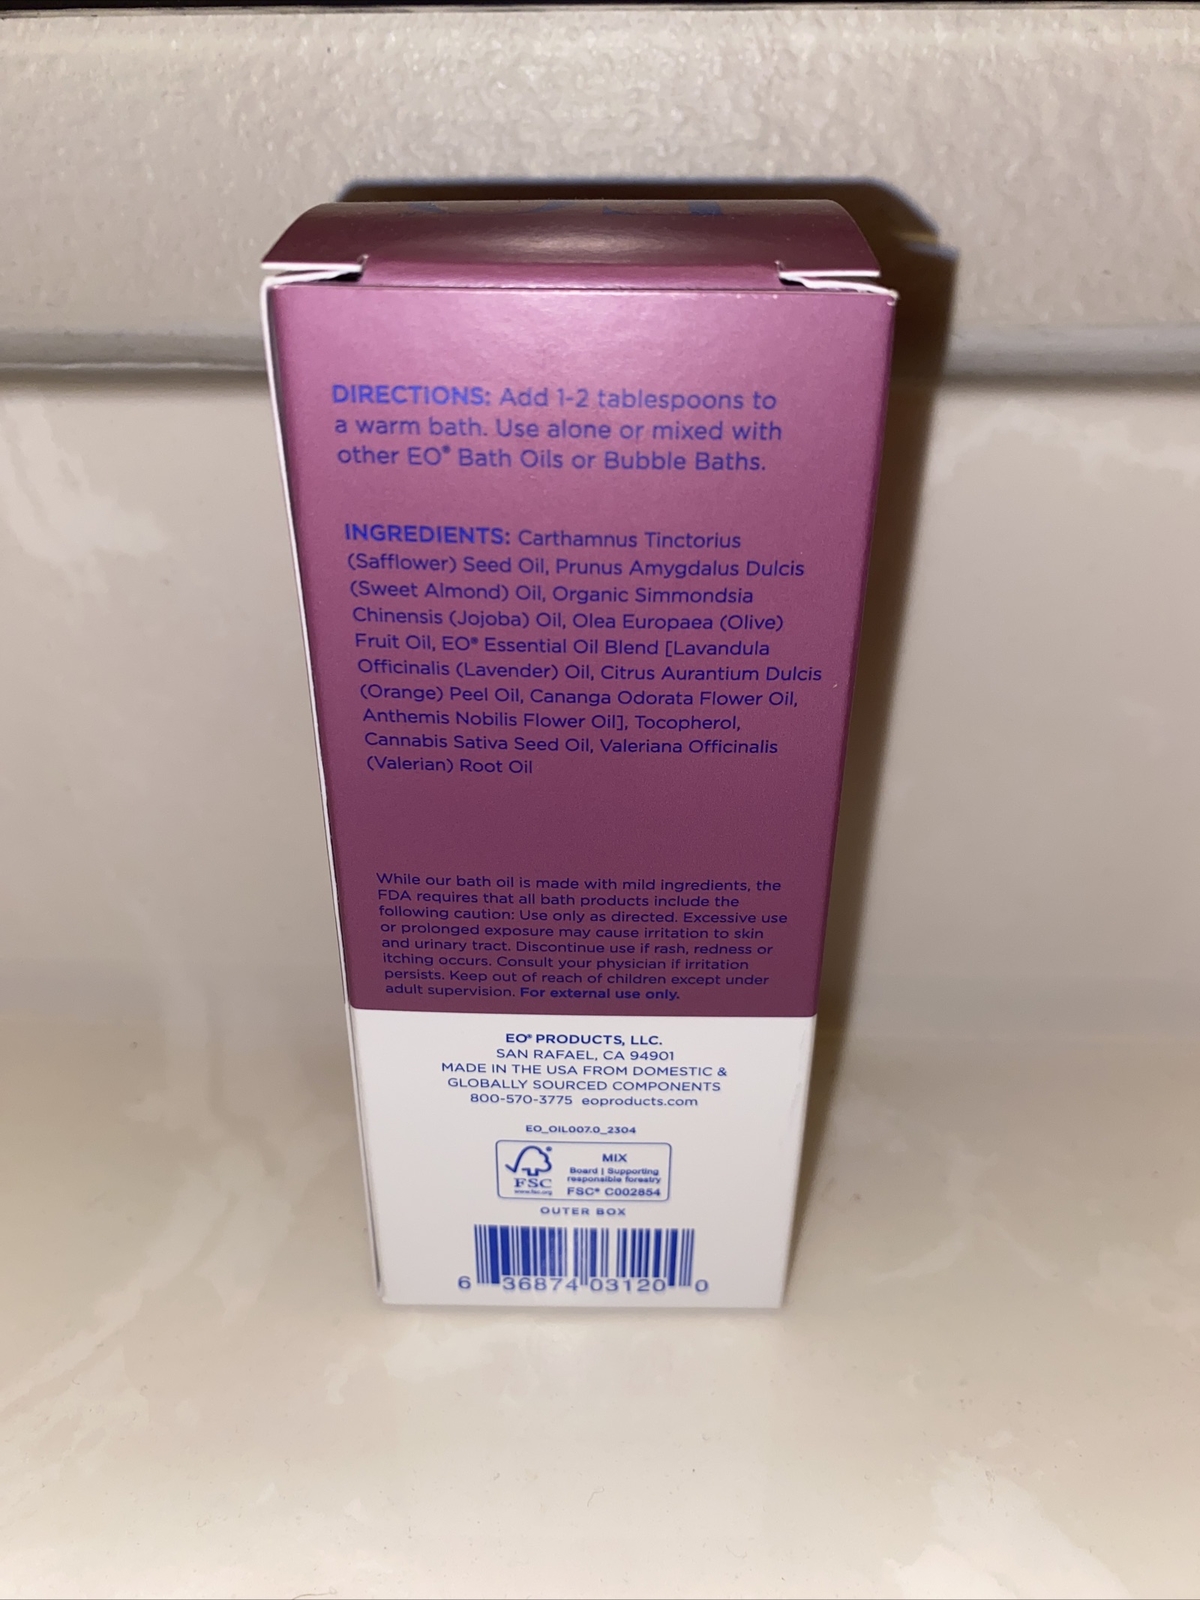 DIRECTIONS: Add 1-2 tablespoons to
a warm bath. Use alone or mixed with
other EO® Bath Oils or Bubble Baths.
INGREDIENTS: Carthamnus Tinctorius
(Safflower) Seed Oil, Prunus Amygdalus Dulcis
(Sweet Almond) Oil, Organic Simmondsia
Chinensis (Jojoba) Oil, Olea Europaea (Olive)
Fruit Oil, EO® Essential Oil Blend [Lavandula
Officinalis (Lavender) Oil, Citrus Aurantium Dulcis
(Orange) Peel Oil, Cananga Odorata Flower Oil,
Anthemis Nobilis Flower Oil], Tocopherol,
Cannabis Sativa Seed Oil, Valeriana Officinalis
(Valerian) Root Oil
While our bath oil is made with mild ingredients, the
FDA requires that all bath products include the
following caution: Use only as directed. Excessive use
or prolonged exposure may cause irritation to skin
and urinary tract. Discontinue use if rash, redness or
itching occurs. Consult your physician if irritation
persists. Keep out of reach of children except under
adult supervision. For external use only.
EO® PRODUCTS, LLC.
SAN RAFAEL, CA 94901
MADE IN THE USA FROM DOMESTIC &
GLOBALLY SOURCED COMPONENTS
800-570-3775 eoproducts.com
EO_OIL007.0_2304
FSC
www.fsc.org
MIX
Board | Supporting
responsible forestry
FSC® C002854
OUTER BOX
6 36874 03120 0